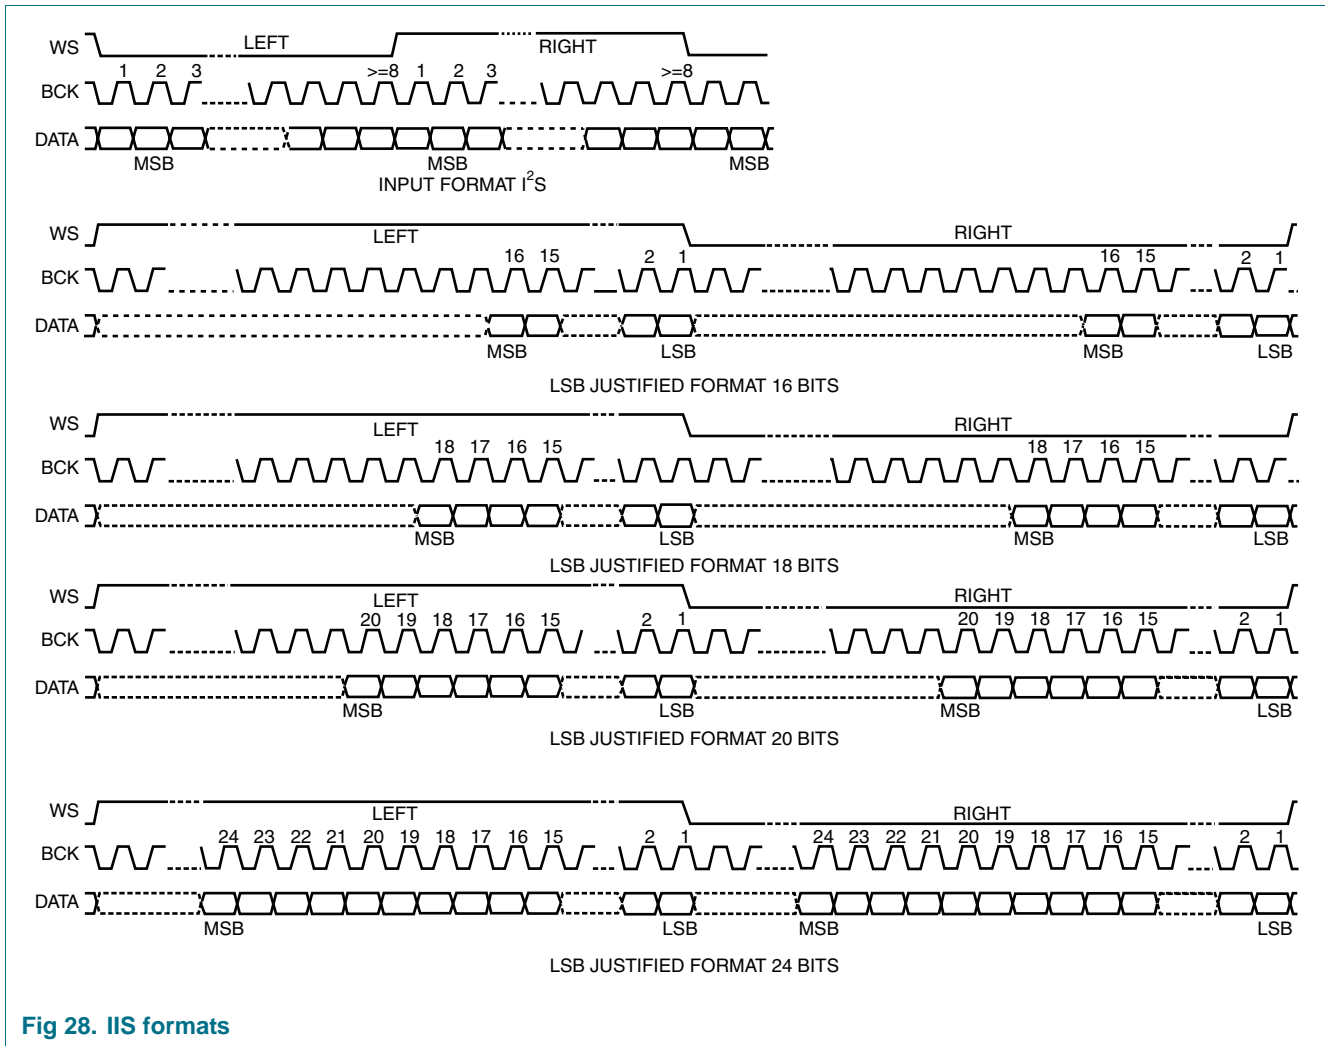 WS LEFT RIGHT
1 2 3 >=8 1 2 3 >=8
BCK
DATA
MSB MSB MSB
INPUT FORMAT I²S
WS LEFT RIGHT
16 15 2 1 16 15 2 1
BCK
DATA
MSB LSB MSB LSB
LSB JUSTIFIED FORMAT 16 BITS
WS LEFT RIGHT
18 17 16 15 18 17 16 15
BCK
DATA
MSB LSB MSB LSB
LSB JUSTIFIED FORMAT 18 BITS
WS LEFT RIGHT
20 19 18 17 16 15 2 1 20 19 18 17 16 15 2 1
BCK
DATA
MSB LSB MSB LSB
LSB JUSTIFIED FORMAT 20 BITS
WS LEFT RIGHT
24 23 22 21 20 19 18 17 16 15 2 1 24 23 22 21 20 19 18 17 16 15 2 1
BCK
DATA
MSB LSB MSB LSB
LSB JUSTIFIED FORMAT 24 BITS
Fig 28. IIS formats